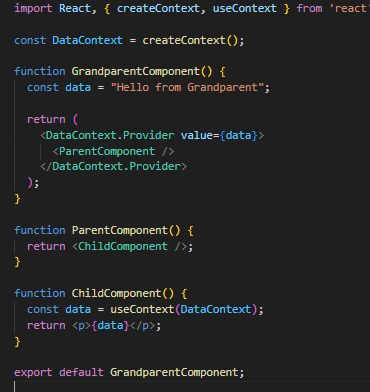 import React, { createContext, useContext } from 'react'
const DataContext = createContext();
function GrandparentComponent() {
const data = "Hello from Grandparent";
return (
<DataContext.Provider value={data}>
<ParentComponent />
</DataContext.Provider>
);
}
function ParentComponent() {
return <ChildComponent />;
}
function ChildComponent() {
const data = useContext(DataContext);
return <p>{data}</p>;
}
export default GrandparentComponent;